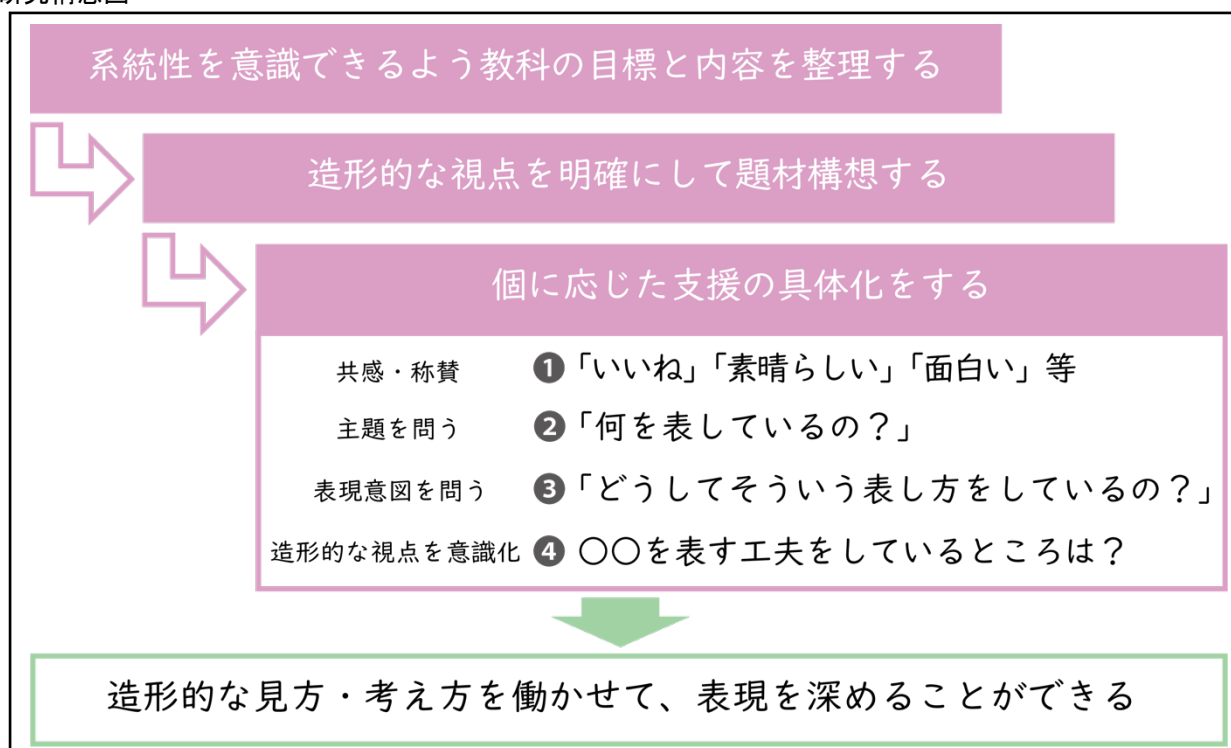 系統性を意識できるよう教科の目標と内容を整理する
造形的な視点を明確にして題材構想する
個に応じた支援の具体化をする
共感・称賛 ❶「いいね」「素晴らしい」「面白い」等
主題を問う ❷「何を表しているの？」
表現意図を問う ❸「どうしてそういう表し方をしているの？」
造形的な視点を意識化 ❹ 〇〇を表す工夫をしているところは？
造形的な見方・考え方を働かせて、表現を深めることができる